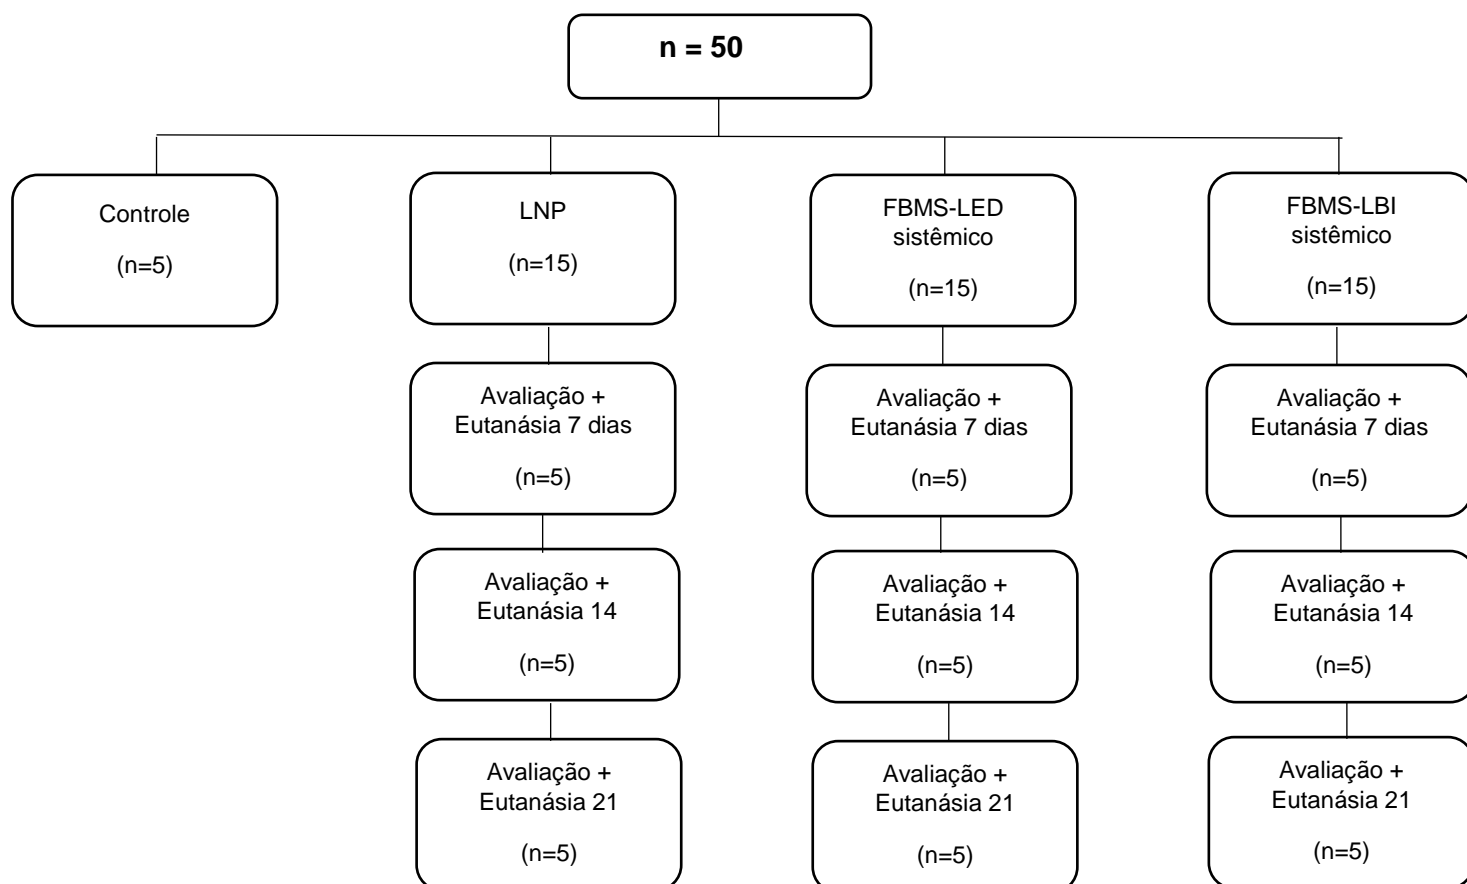 n = 50
Controle
(n=5)
LNP
(n=15)
FBMS-LED
sistêmico
(n=15)
FBMS-LBI
sistêmico
(n=15)
Avaliação +
Eutanásia 7 dias
(n=5)
Avaliação +
Eutanásia 7 dias
(n=5)
Avaliação +
Eutanásia 7 dias
(n=5)
Avaliação +
Eutanásia 14
(n=5)
Avaliação +
Eutanásia 14
(n=5)
Avaliação +
Eutanásia 14
(n=5)
Avaliação +
Eutanásia 21
(n=5)
Avaliação +
Eutanásia 21
(n=5)
Avaliação +
Eutanásia 21
(n=5)